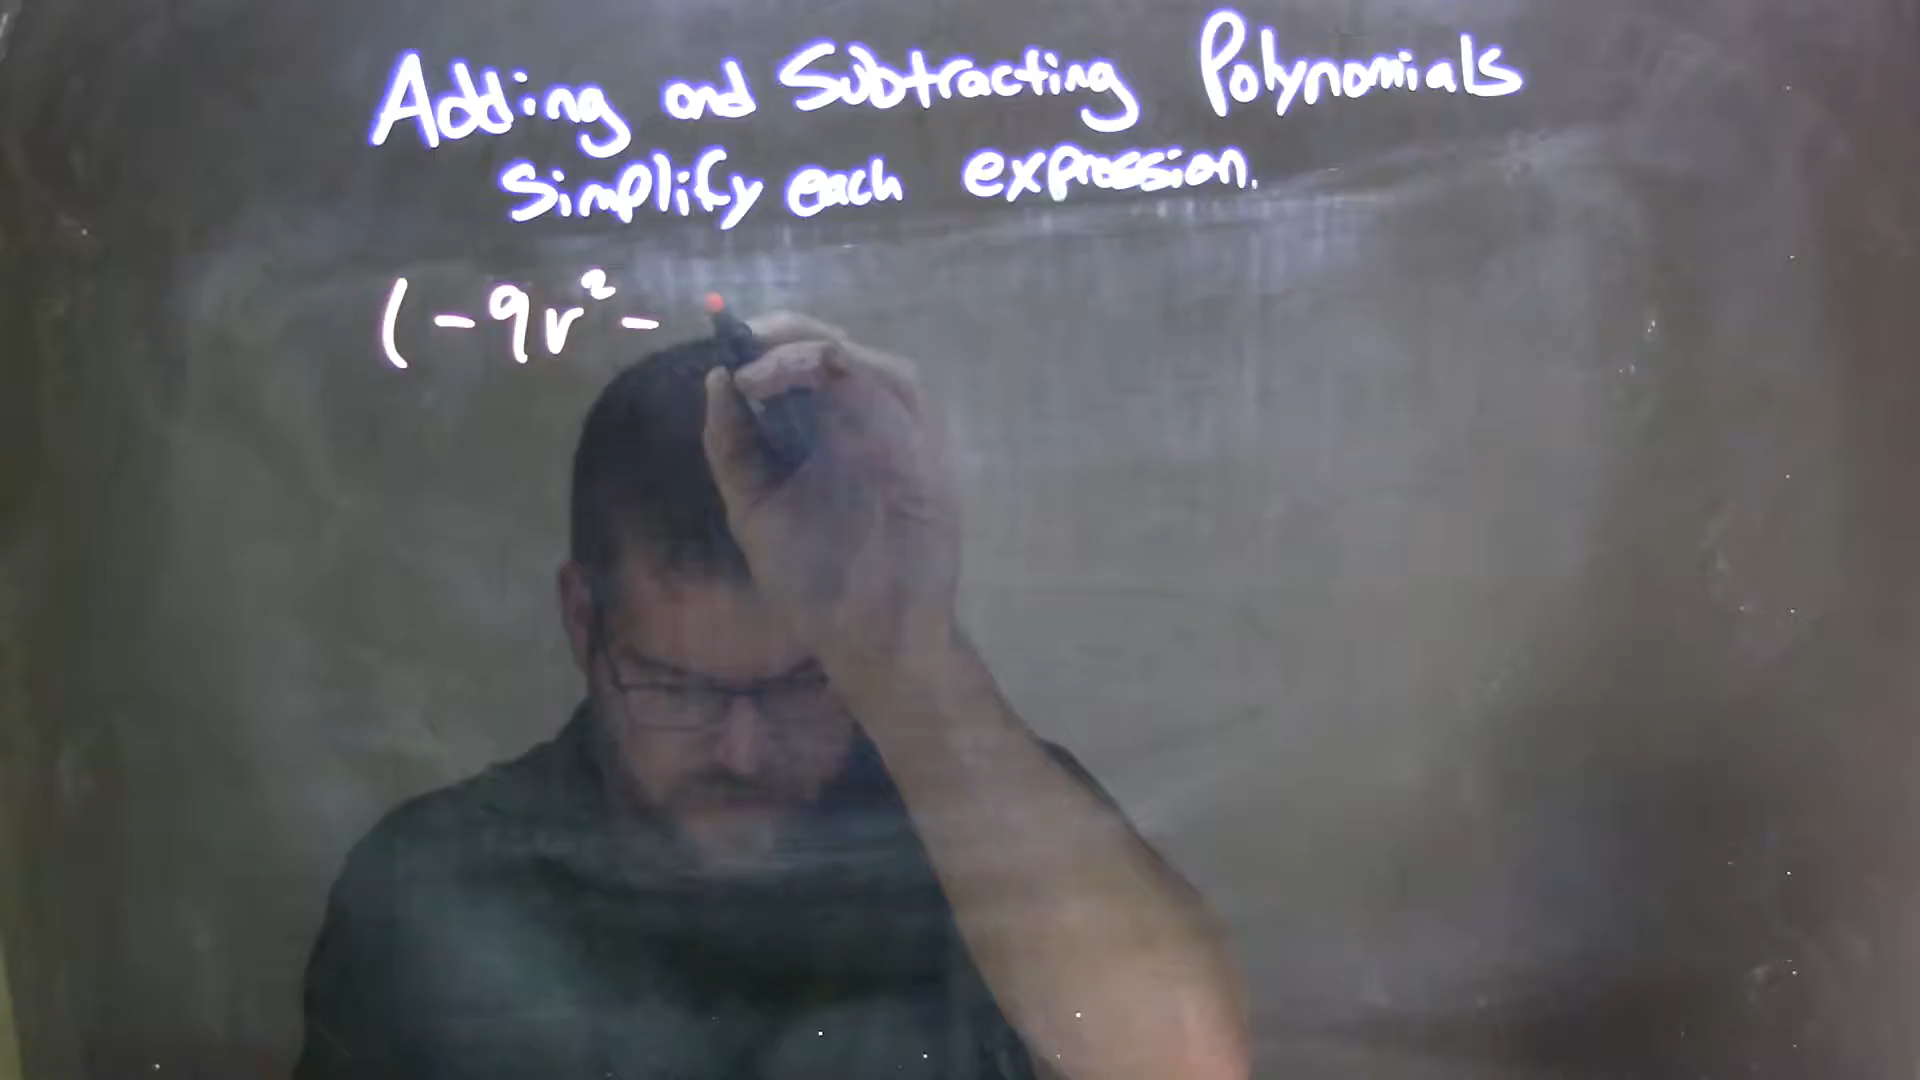 Adding and Subtracting Polynomials
Simplify each expression.
(-9r² -